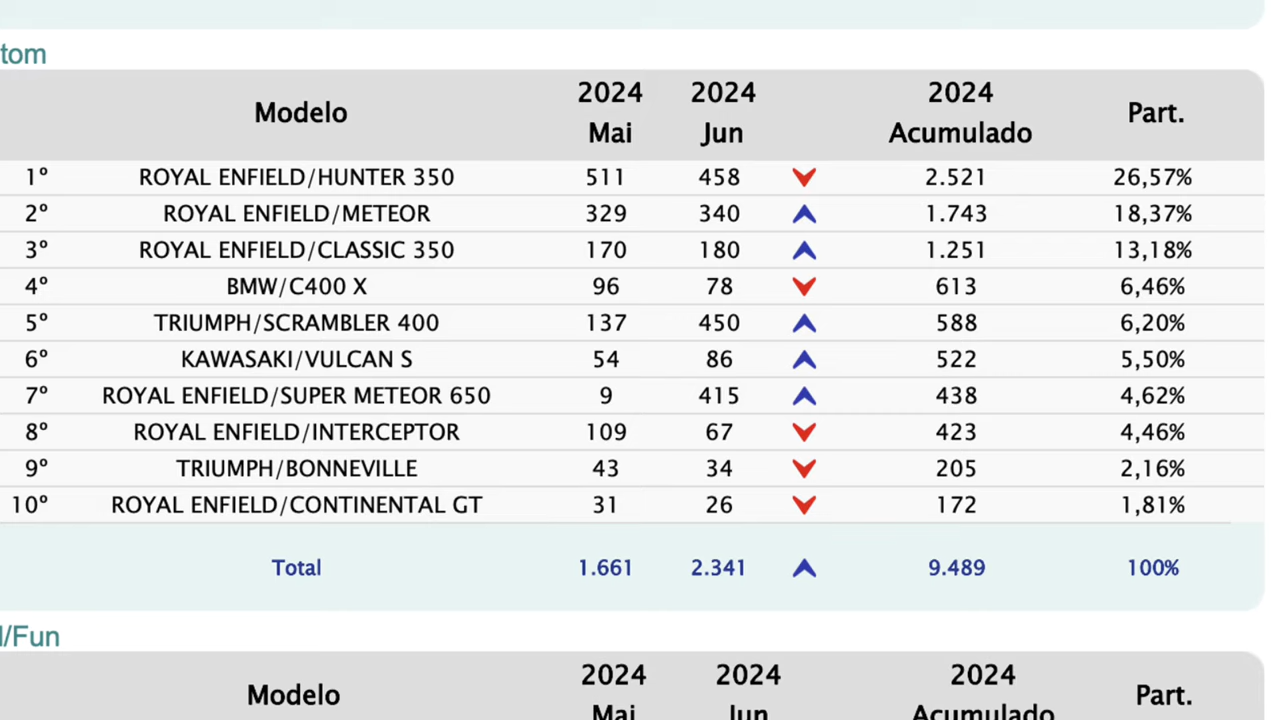 tom
Modelo 2024 Mai 2024 Jun 2024 Acumulado Part.
1º ROYAL ENFIELD/HUNTER 350 511 458 2.521 26,57%
2º ROYAL ENFIELD/METEOR 329 340 1.743 18,37%
3º ROYAL ENFIELD/CLASSIC 350 170 180 1.251 13,18%
4º BMW/C400 X 96 78 613 6,46%
5º TRIUMPH/SCRAMBLER 400 137 450 588 6,20%
6º KAWASAKI/VULCAN S 54 86 522 5,50%
7º ROYAL ENFIELD/SUPER METEOR 650 9 415 438 4,62%
8º ROYAL ENFIELD/INTERCEPTOR 109 67 423 4,46%
9º TRIUMPH/BONNEVILLE 43 34 205 2,16%
10º ROYAL ENFIELD/CONTINENTAL GT 31 26 172 1,81%
Total 1.661 2.341 9.489 100%
/Fun
Modelo 2024 Mai 2024 Jun 2024 Acumulado Part.